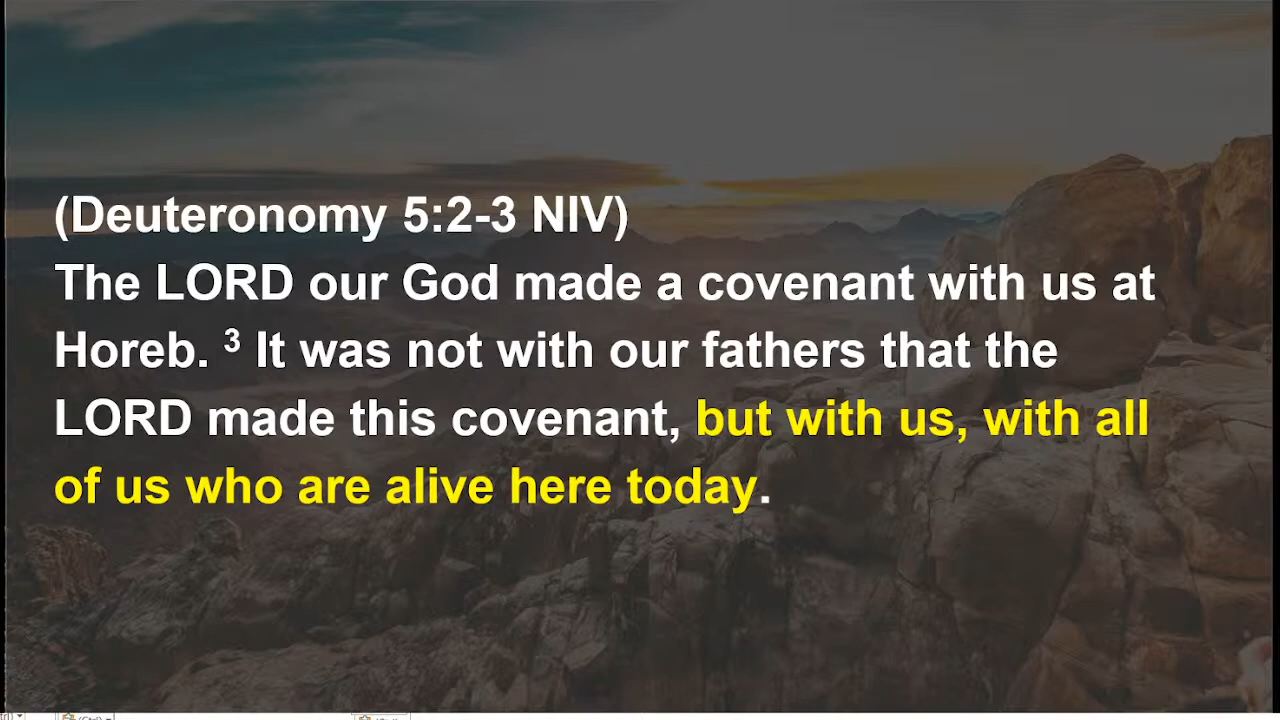 (Deuteronomy 5:2-3 NIV)
The LORD our God made a covenant with us at
Horeb. ³ It was not with our fathers that the
LORD made this covenant, but with us, with all
of us who are alive here today.